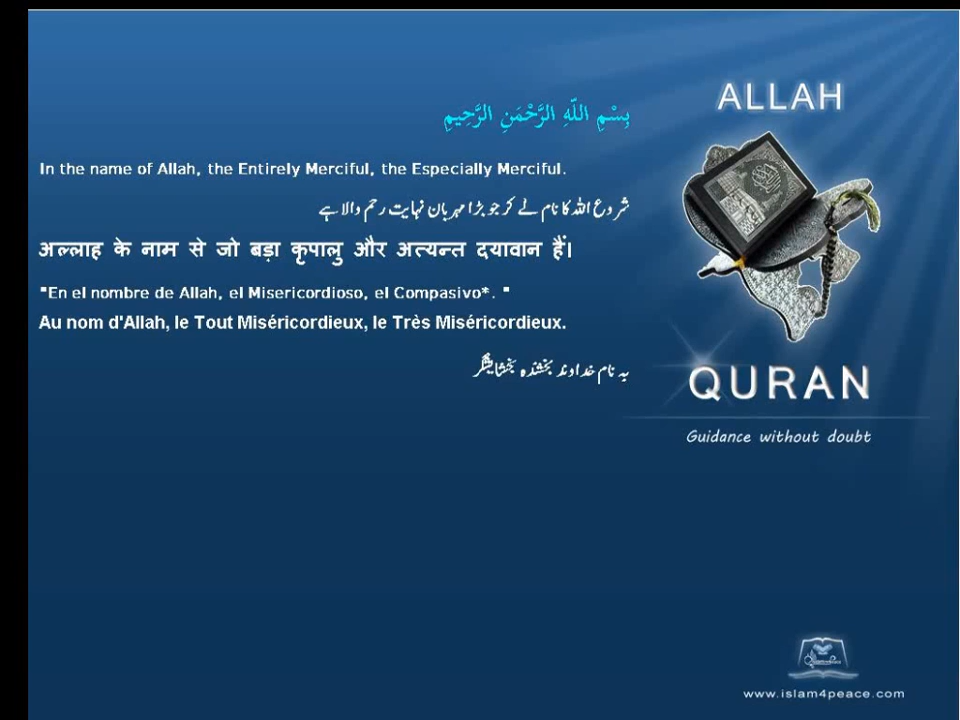 بِسْمِ اللَّهِ الرَّحْمَنِ الرَّحِيمِ
In the name of Allah, the Entirely Merciful, the Especially Merciful.
شروع اللہ کا نام لے کر جو بڑا مہربان نہایت رحم والا ہے
अल्लाह के नाम से जो बड़ा कृपालु और अत्यन्त दयावान हैं।
"En el nombre de Allah, el Misericordioso, el Compasivo*. "
Au nom d'Allah, le Tout Miséricordieux, le Très Miséricordieux.
به نام خداوند بخشنده بخشایشگر
ALLAH
QURAN
Guidance without doubt
www.islam4peace.com